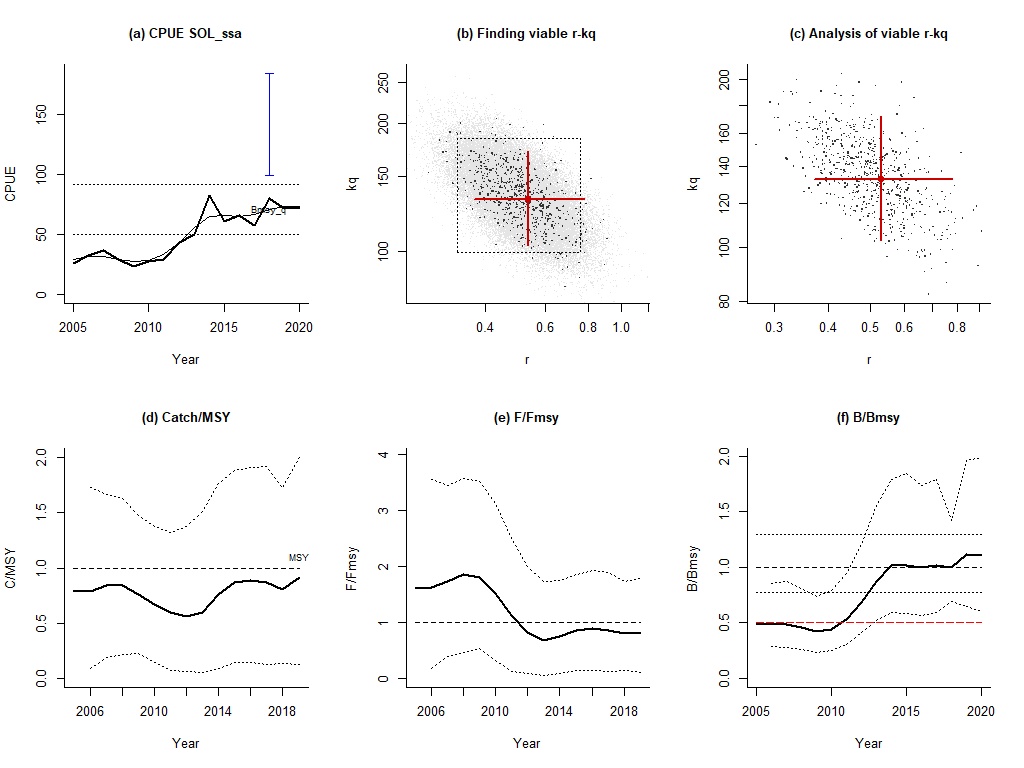 (a) CPUE SOL_ssa
CPUE
0 50 100 150
Bmsy_q
2005 2010 2015 2020
Year
(b) Finding viable r-kq
kq
100 150 200 250
0.4 0.6 0.8 1.0
r
(c) Analysis of viable r-kq
kq
80 100 120 140 160 200
0.3 0.4 0.5 0.6 0.8
r
(d) Catch/MSY
C/MSY
0.0 0.5 1.0 1.5 2.0
MSY
2006 2010 2014 2018
Year
(e) F/Fmsy
F/Fmsy
0 1 2 3 4
2006 2010 2014 2018
Year
(f) B/Bmsy
B/Bmsy
0.0 0.5 1.0 1.5 2.0
2005 2010 2015 2020
Year